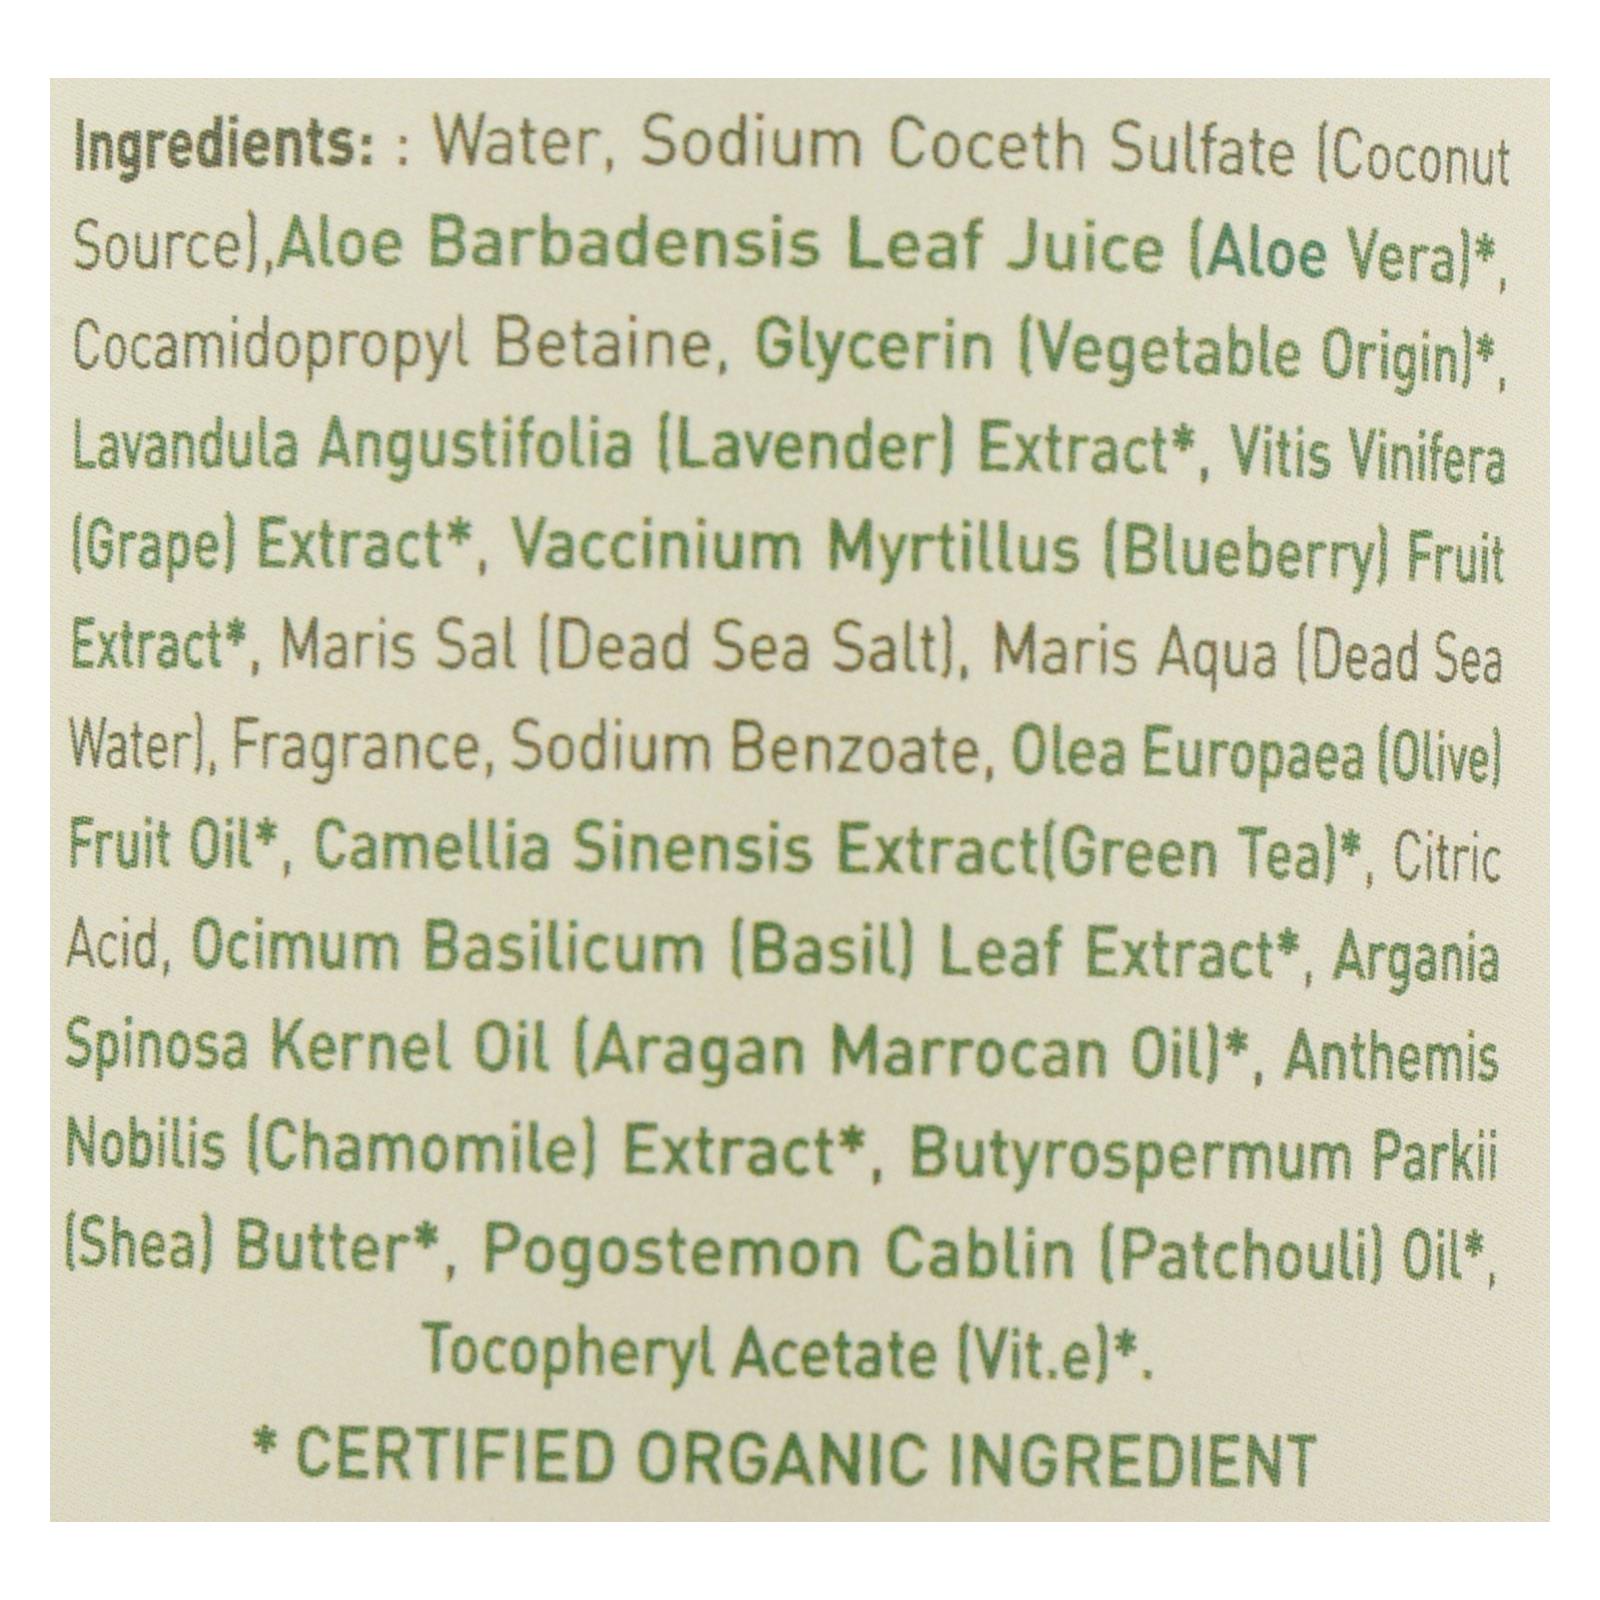 Ingredients: : Water, Sodium Coceth Sulfate (Coconut
Source),Aloe Barbadensis Leaf Juice (Aloe Vera)*,
Cocamidopropyl Betaine, Glycerin (Vegetable Origin)*,
Lavandula Angustifolia (Lavender) Extract*, Vitis Vinifera
(Grape) Extract*, Vaccinium Myrtillus (Blueberry) Fruit
Extract*, Maris Sal (Dead Sea Salt), Maris Aqua (Dead Sea
Water), Fragrance, Sodium Benzoate, Olea Europaea (Olive)
Fruit Oil*, Camellia Sinensis Extract(Green Tea)*, Citric
Acid, Ocimum Basilicum (Basil) Leaf Extract*, Argania
Spinosa Kernel Oil (Aragan Marrocan Oil)*, Anthemis
Nobilis (Chamomile) Extract*, Butyrospermum Parkii
(Shea) Butter*, Pogostemon Cablin (Patchouli) Oil*,
Tocopheryl Acetate (Vit.e)*.
* CERTIFIED ORGANIC INGREDIENT